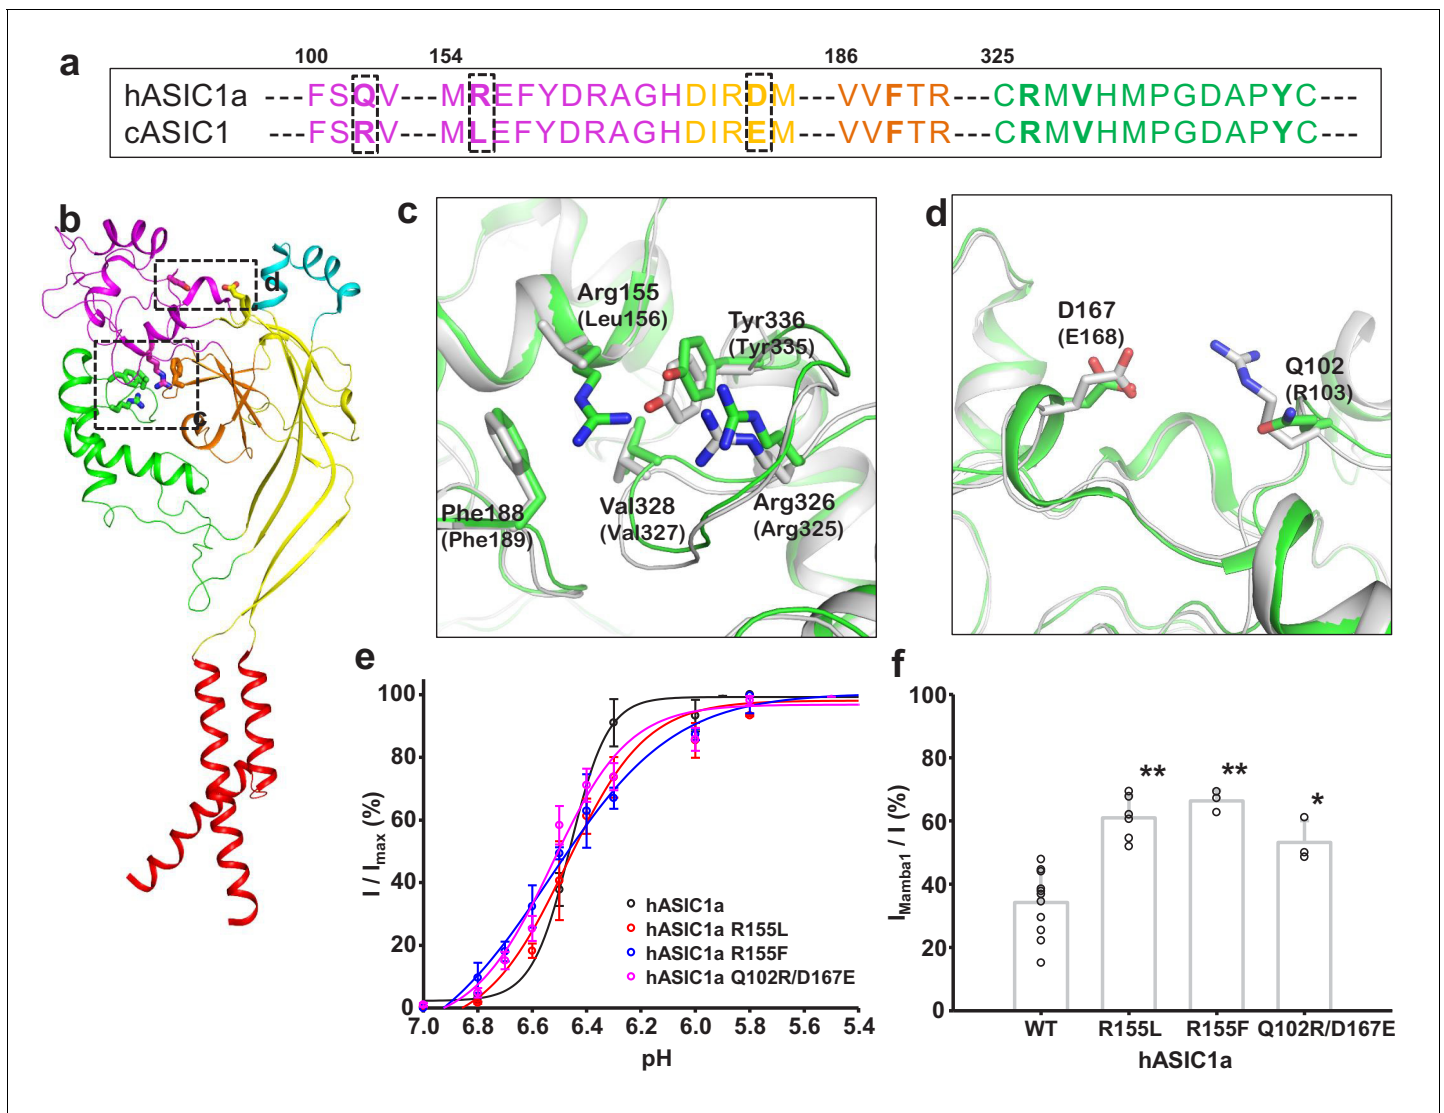 a
100 154 186 325
hASIC1a ---FSQV---MREFYDRAGHDIRDM---VVFTR---CRMVHMPGDAPYC---
cASIC1 ---FSRV---MLEFYDRAGHDIREM---VVFTR---CRMVHMPGDAPYC---
b
d
c
c
Arg155
(Leu156)
Tyr336
(Tyr335)
Phe188
(Phe189)
Val328
(Val327)
Arg326
(Arg325)
d
D167
(E168)
Q102
(R103)
e
I / Imax (%)
100
80
60
40
20
0
7.0 6.8 6.6 6.4 6.2 6.0 5.8 5.6 5.4
pH
hASIC1a
hASIC1a R155L
hASIC1a R155F
hASIC1a Q102R/D167E
f
IMamba1 / I (%)
100
80
60
40
20
0
** ** *
WT R155L R155F Q102R/D167E
hASIC1a